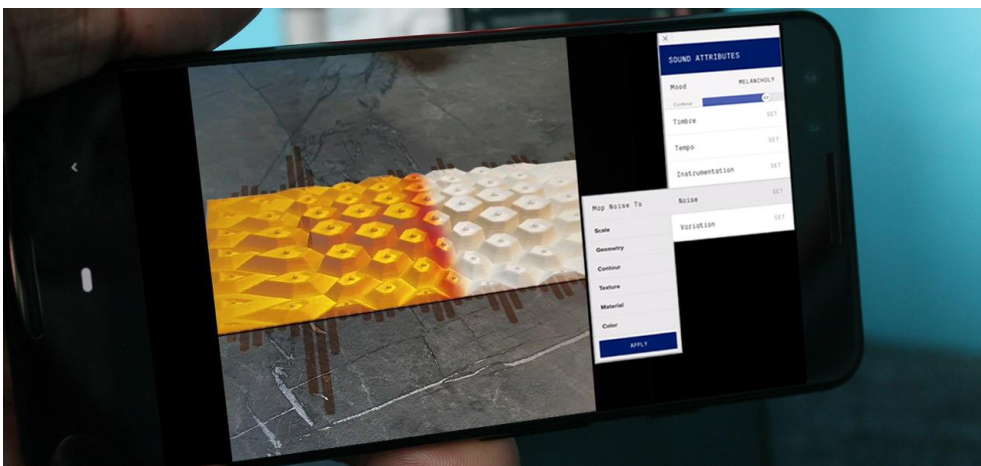 SOUND ATTRIBUTES
Mood MELANCHOLY
Contour
Timbre SET
Tempo SET
Instrumentation SET
Noise SET
Variation SET
Map Noise To
Scale
Geometry
Contour
Texture
Material
Color
APPLY